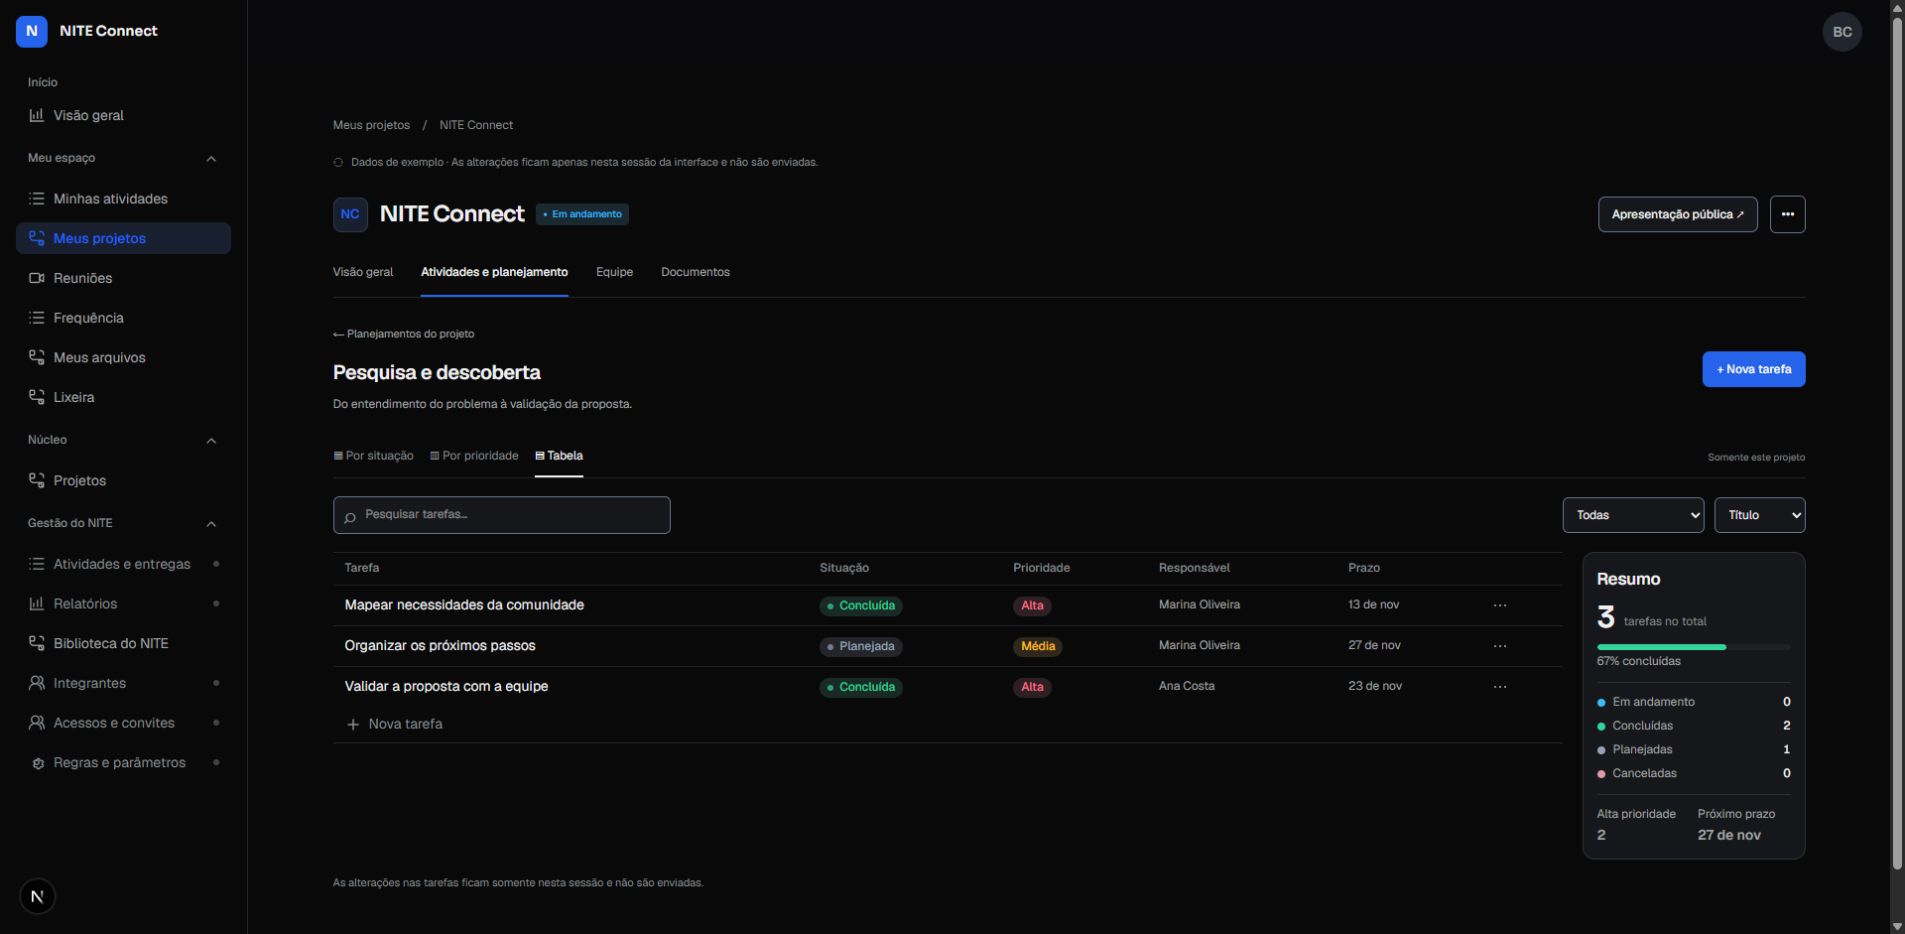 N NITE Connect
BC
Início
Visão geral
Meu espaço
Minhas atividades
Meus projetos
Reuniões
Frequência
Meus arquivos
Lixeira
Núcleo
Projetos
Gestão do NITE
Atividades e entregas
Relatórios
Biblioteca do NITE
Integrantes
Acessos e convites
Regras e parâmetros
N
Meus projetos / NITE Connect
Dados de exemplo · As alterações ficam apenas nesta sessão da interface e não são enviadas.
NC NITE Connect • Em andamento
Apresentação pública ↗ •••
Visão geral Atividades e planejamento Equipe Documentos
← Planejamentos do projeto
Pesquisa e descoberta
+ Nova tarefa
Do entendimento do problema à validação da proposta.
Por situação Por prioridade Tabela
Somente este projeto
Pesquisar tarefas...
Todas Título
Tarefa Situação Prioridade Responsável Prazo
Mapear necessidades da comunidade • Concluída Alta Marina Oliveira 13 de nov ...
Organizar os próximos passos • Planejada Média Marina Oliveira 27 de nov ...
Validar a proposta com a equipe • Concluída Alta Ana Costa 23 de nov ...
+ Nova tarefa
Resumo
3 tarefas no total
67% concluídas
Em andamento 0
Concluídas 2
Planejadas 1
Canceladas 0
Alta prioridade Próximo prazo
2 27 de nov
As alterações nas tarefas ficam somente nesta sessão e não são enviadas.